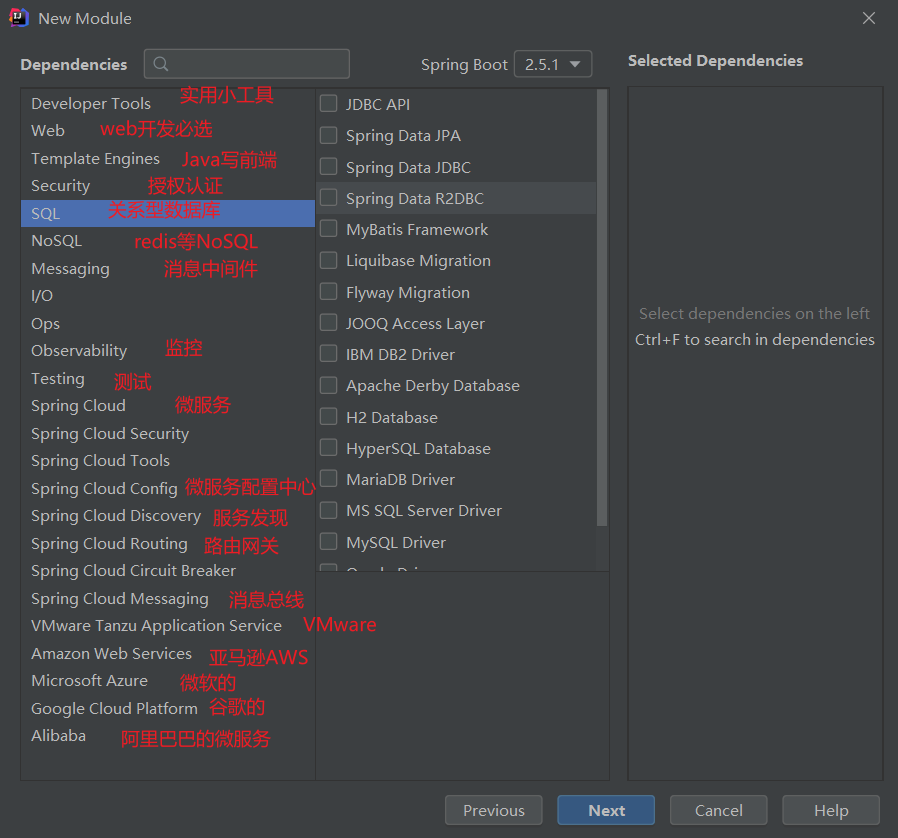 New Module
Dependencies
Spring Boot 2.5.1
Selected Dependencies
Developer Tools 实用小工具
Web web开发必选
Template Engines Java写前端
Security 授权认证
SQL 关系型数据库
NoSQL redis等NoSQL
Messaging 消息中间件
I/O
Ops
Observability 监控
Testing 测试
Spring Cloud 微服务
Spring Cloud Security
Spring Cloud Tools
Spring Cloud Config 微服务配置中心
Spring Cloud Discovery 服务发现
Spring Cloud Routing 路由网关
Spring Cloud Circuit Breaker
Spring Cloud Messaging 消息总线
VMware Tanzu Application Service VMware
Amazon Web Services 亚马逊AWS
Microsoft Azure 微软的
Google Cloud Platform 谷歌的
Alibaba 阿里巴巴的微服务
JDBC API
Spring Data JPA
Spring Data JDBC
Spring Data R2DBC
MyBatis Framework
Liquibase Migration
Flyway Migration
JOOQ Access Layer
IBM DB2 Driver
Apache Derby Database
H2 Database
HyperSQL Database
MariaDB Driver
MS SQL Server Driver
MySQL Driver
Select dependencies on the left
Ctrl+F to search in dependencies
Previous
Next
Cancel
Help